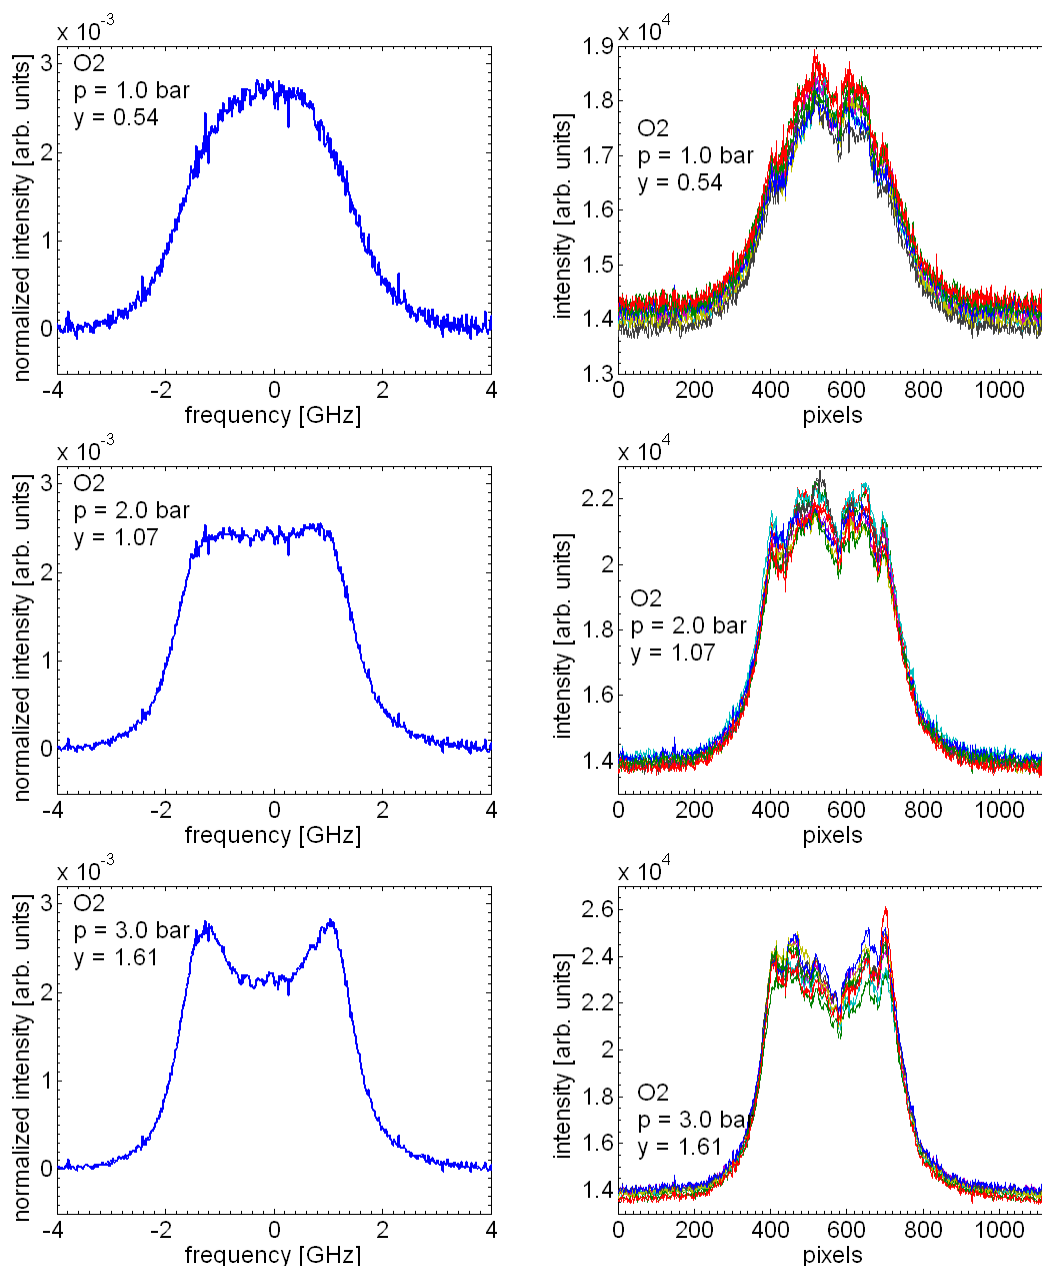 x 10-3
3
2
1
0
normalized intensity [arb. units]
O2
p = 1.0 bar
y = 0.54
-4 -2 0 2 4
frequency [GHz]
x 10^4
1.9
1.8
1.7
1.6
1.5
1.4
1.3
intensity [arb. units]
O2
p = 1.0 bar
y = 0.54
0 200 400 600 800 1000
pixels
x 10-3
3
2
1
0
normalized intensity [arb. units]
O2
p = 2.0 bar
y = 1.07
-4 -2 0 2 4
frequency [GHz]
x 10^4
2.2
2
1.8
1.6
1.4
intensity [arb. units]
O2
p = 2.0 bar
y = 1.07
0 200 400 600 800 1000
pixels
x 10-3
3
2
1
0
normalized intensity [arb. units]
O2
p = 3.0 bar
y = 1.61
-4 -2 0 2 4
frequency [GHz]
x 10^4
2.6
2.4
2.2
2
1.8
1.6
1.4
intensity [arb. units]
O2
p = 3.0 bar
y = 1.61
0 200 400 600 800 1000
pixels